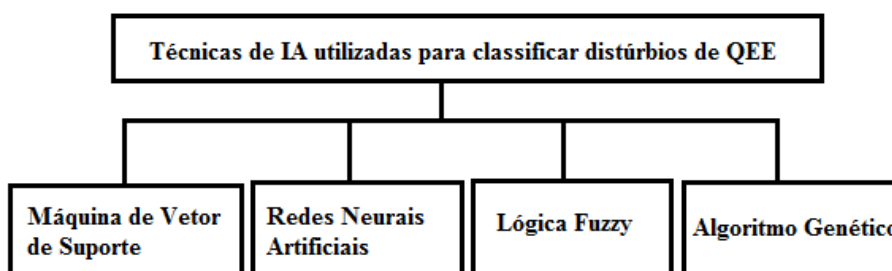 Técnicas de IA utilizadas para classificar distúrbios de QEE
Máquina de Vetor
de Suporte
Redes Neurais
Artificiais
Lógica Fuzzy
Algoritmo Genético